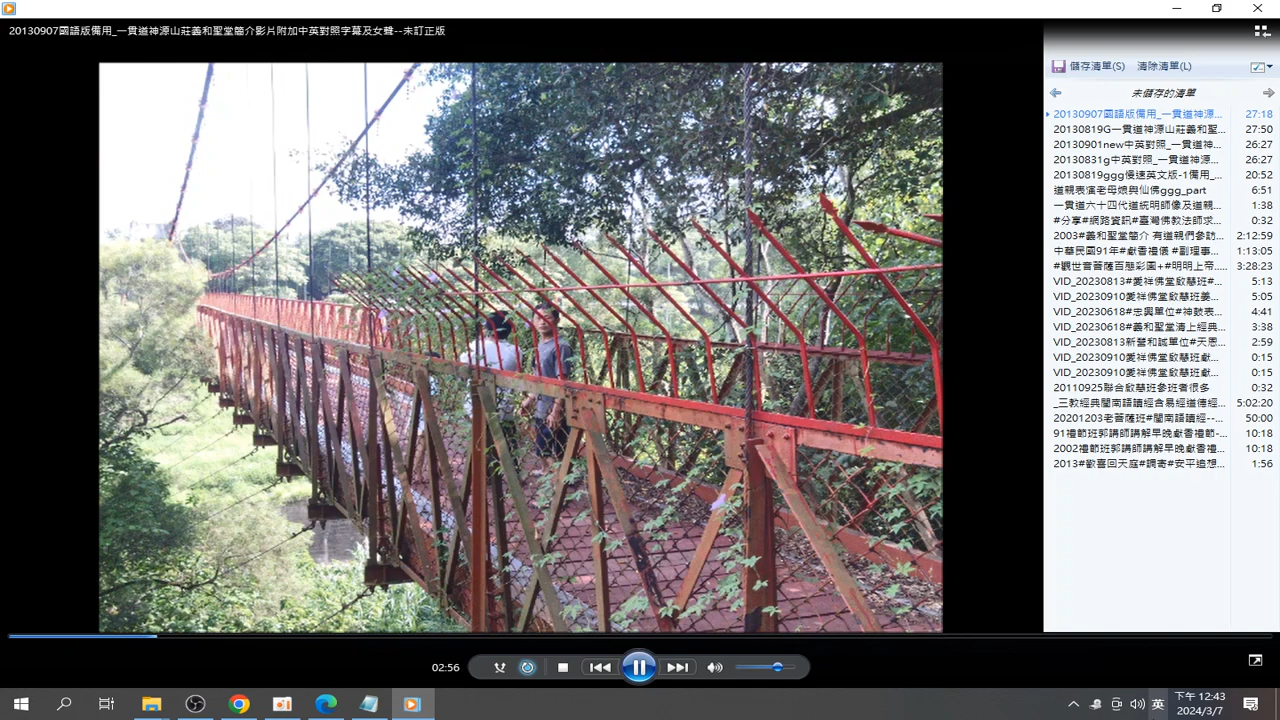 20130907國語版備用_一貫道神源山莊義和聖堂簡介影片附加中英對照字幕及女聲--未訂正版
儲存清單(S) 清除清單(L)
未儲存的清單
20130907國語版備用_一貫道神源... 27:18
20130819G一貫道神源山莊義和聖... 27:50
20130901new中英對照_一貫道神... 26:27
20130831g中英對照_一貫道神源... 26:27
20130819ggg慢速英文版-1備用_... 20:52
道親表演老母娘與仙佛ggg_part 6:51
一貫道六十四代道統明師像及道親... 1:38
#分享#網路資訊#臺灣佛教法師求... 0:32
2003#義和聖堂簡介 有道親們參訪... 2:12:59
中華民國91年#獻香禮儀 #副理事... 1:13:05
#觀世音菩薩百態彩圖+#明明上帝..... 3:28:23
VID_20230813#愛祥佛堂啟慧班#... 5:13
VID_20230910愛祥佛堂啟慧班姜... 5:05
VID_20230618#忠興單位#神鼓表... 4:41
VID_20230618#義和聖堂清上經典... 3:38
VID_20230813新營和誠單位#天恩... 2:59
VID_20230910愛祥佛堂啟慧班獻... 0:15
VID_20230910愛祥佛堂啟慧班獻... 0:15
20110925聯合啟慧班參班者很多 0:32
_三教經典閩南語讀經含易經道德經... 5:02:20
_20201203老菩薩班#閩南語讀經--... 50:00
91禮節班郭講師講解早晚獻香禮節-... 10:18
2002禮節班郭講師講解早晚獻香禮... 10:18
2013#歡喜回天庭#調寄#安平追想... 1:56
02:56
英
下午 12:43
2024/3/7